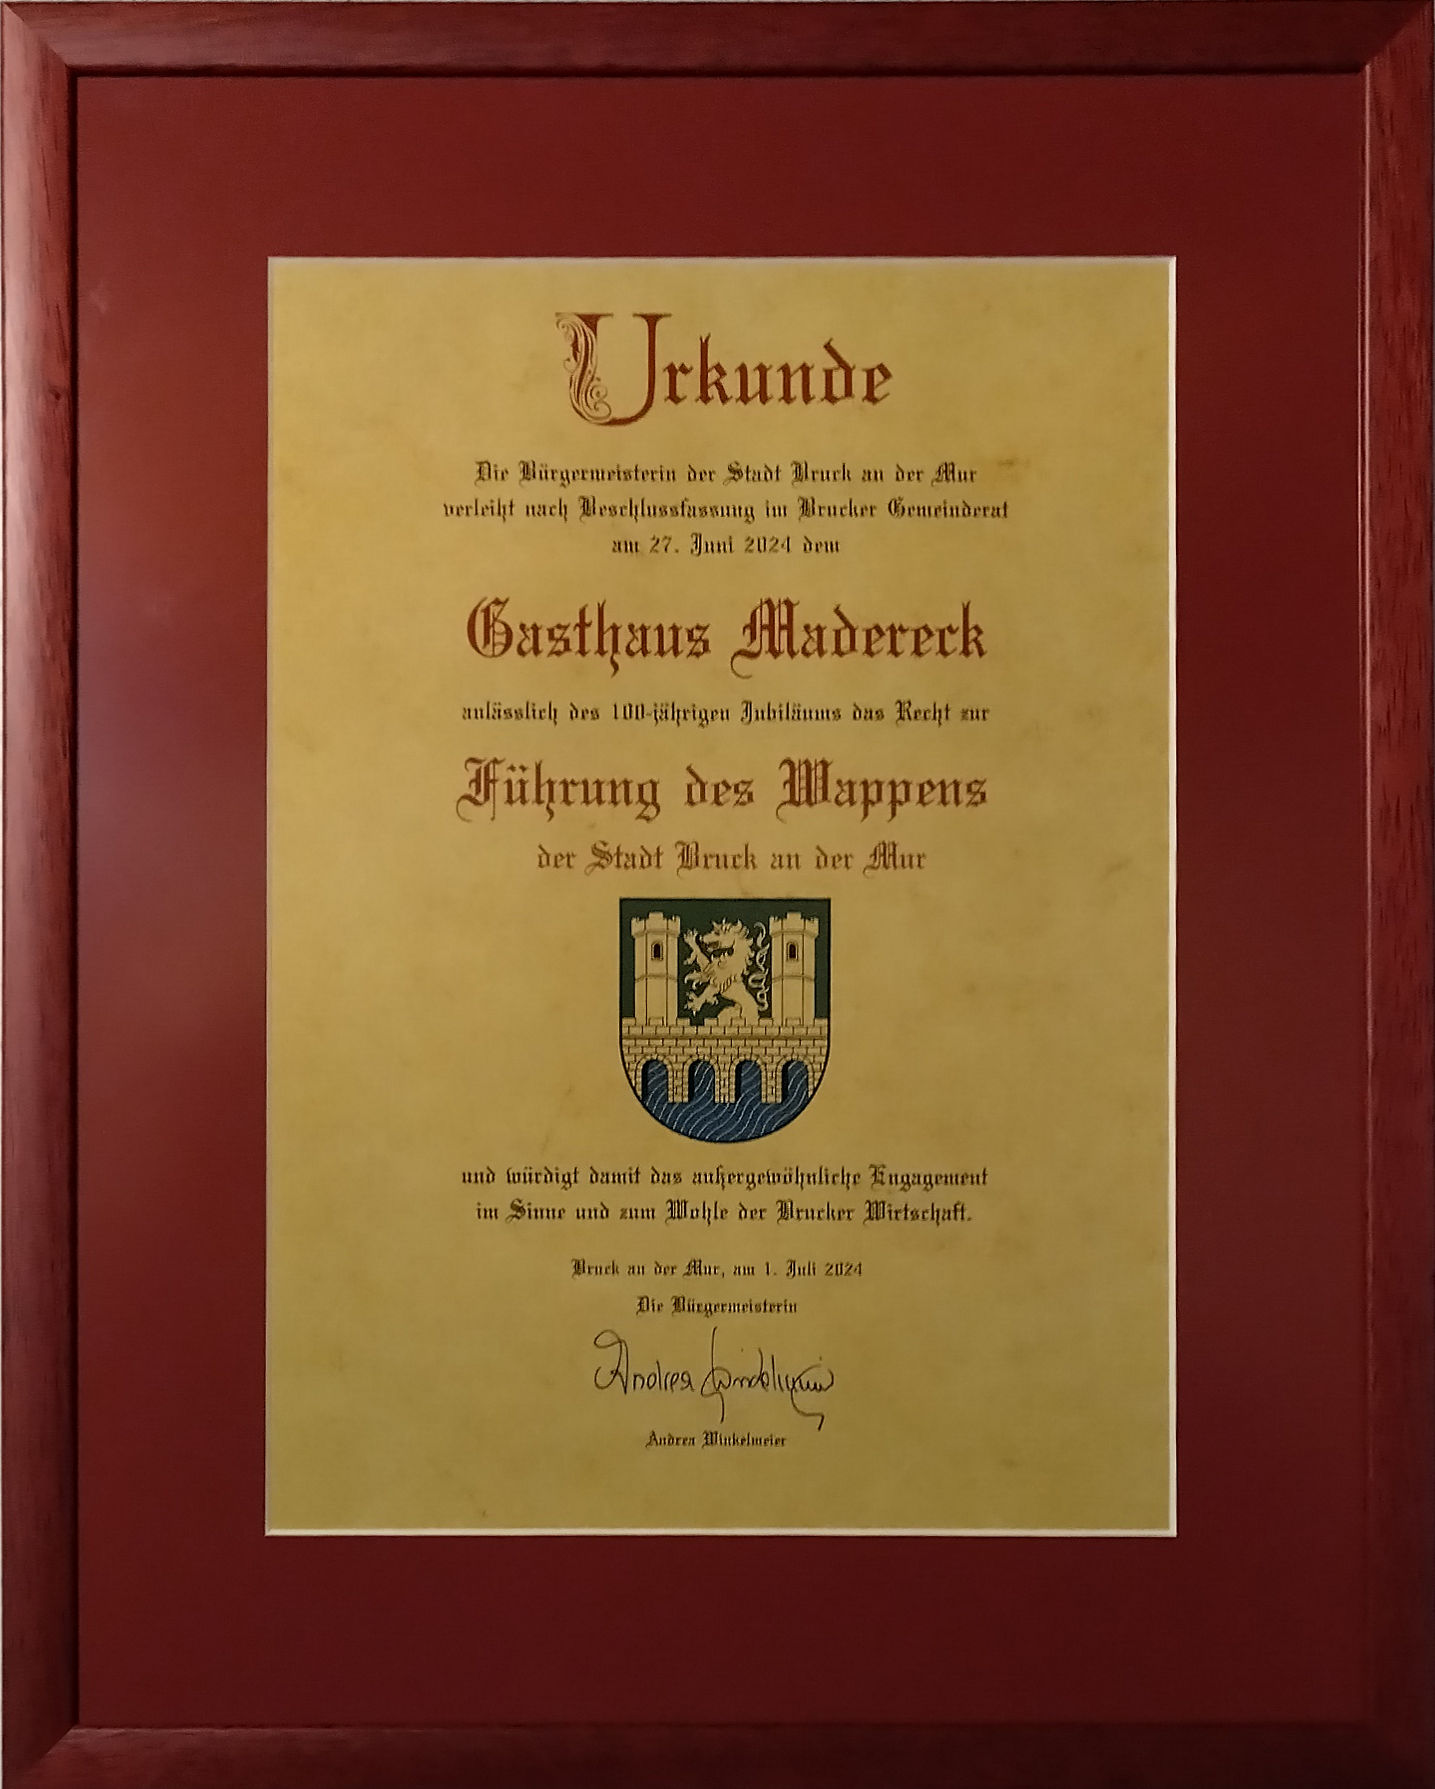 Urkunde
Die Bürgermeisterin der Stadt Bruck an der Mur
verleiht nach Beschlussfassung im Brucker Gemeinderat
am 27. Juni 2024 dem
Gasthaus Madereck
anlässlich des 100-jährigen Jubiläums das Recht zur
Führung des Wappens
der Stadt Bruck an der Mur
und würdigt damit das außergewöhnliche Engagement
im Sinne und zum Wohle der Brucker Wirtschaft.
Bruck an der Mur, am 1. Juli 2024
Die Bürgermeisterin
Andrea Winkelmeier
Andrea Winkelmeier